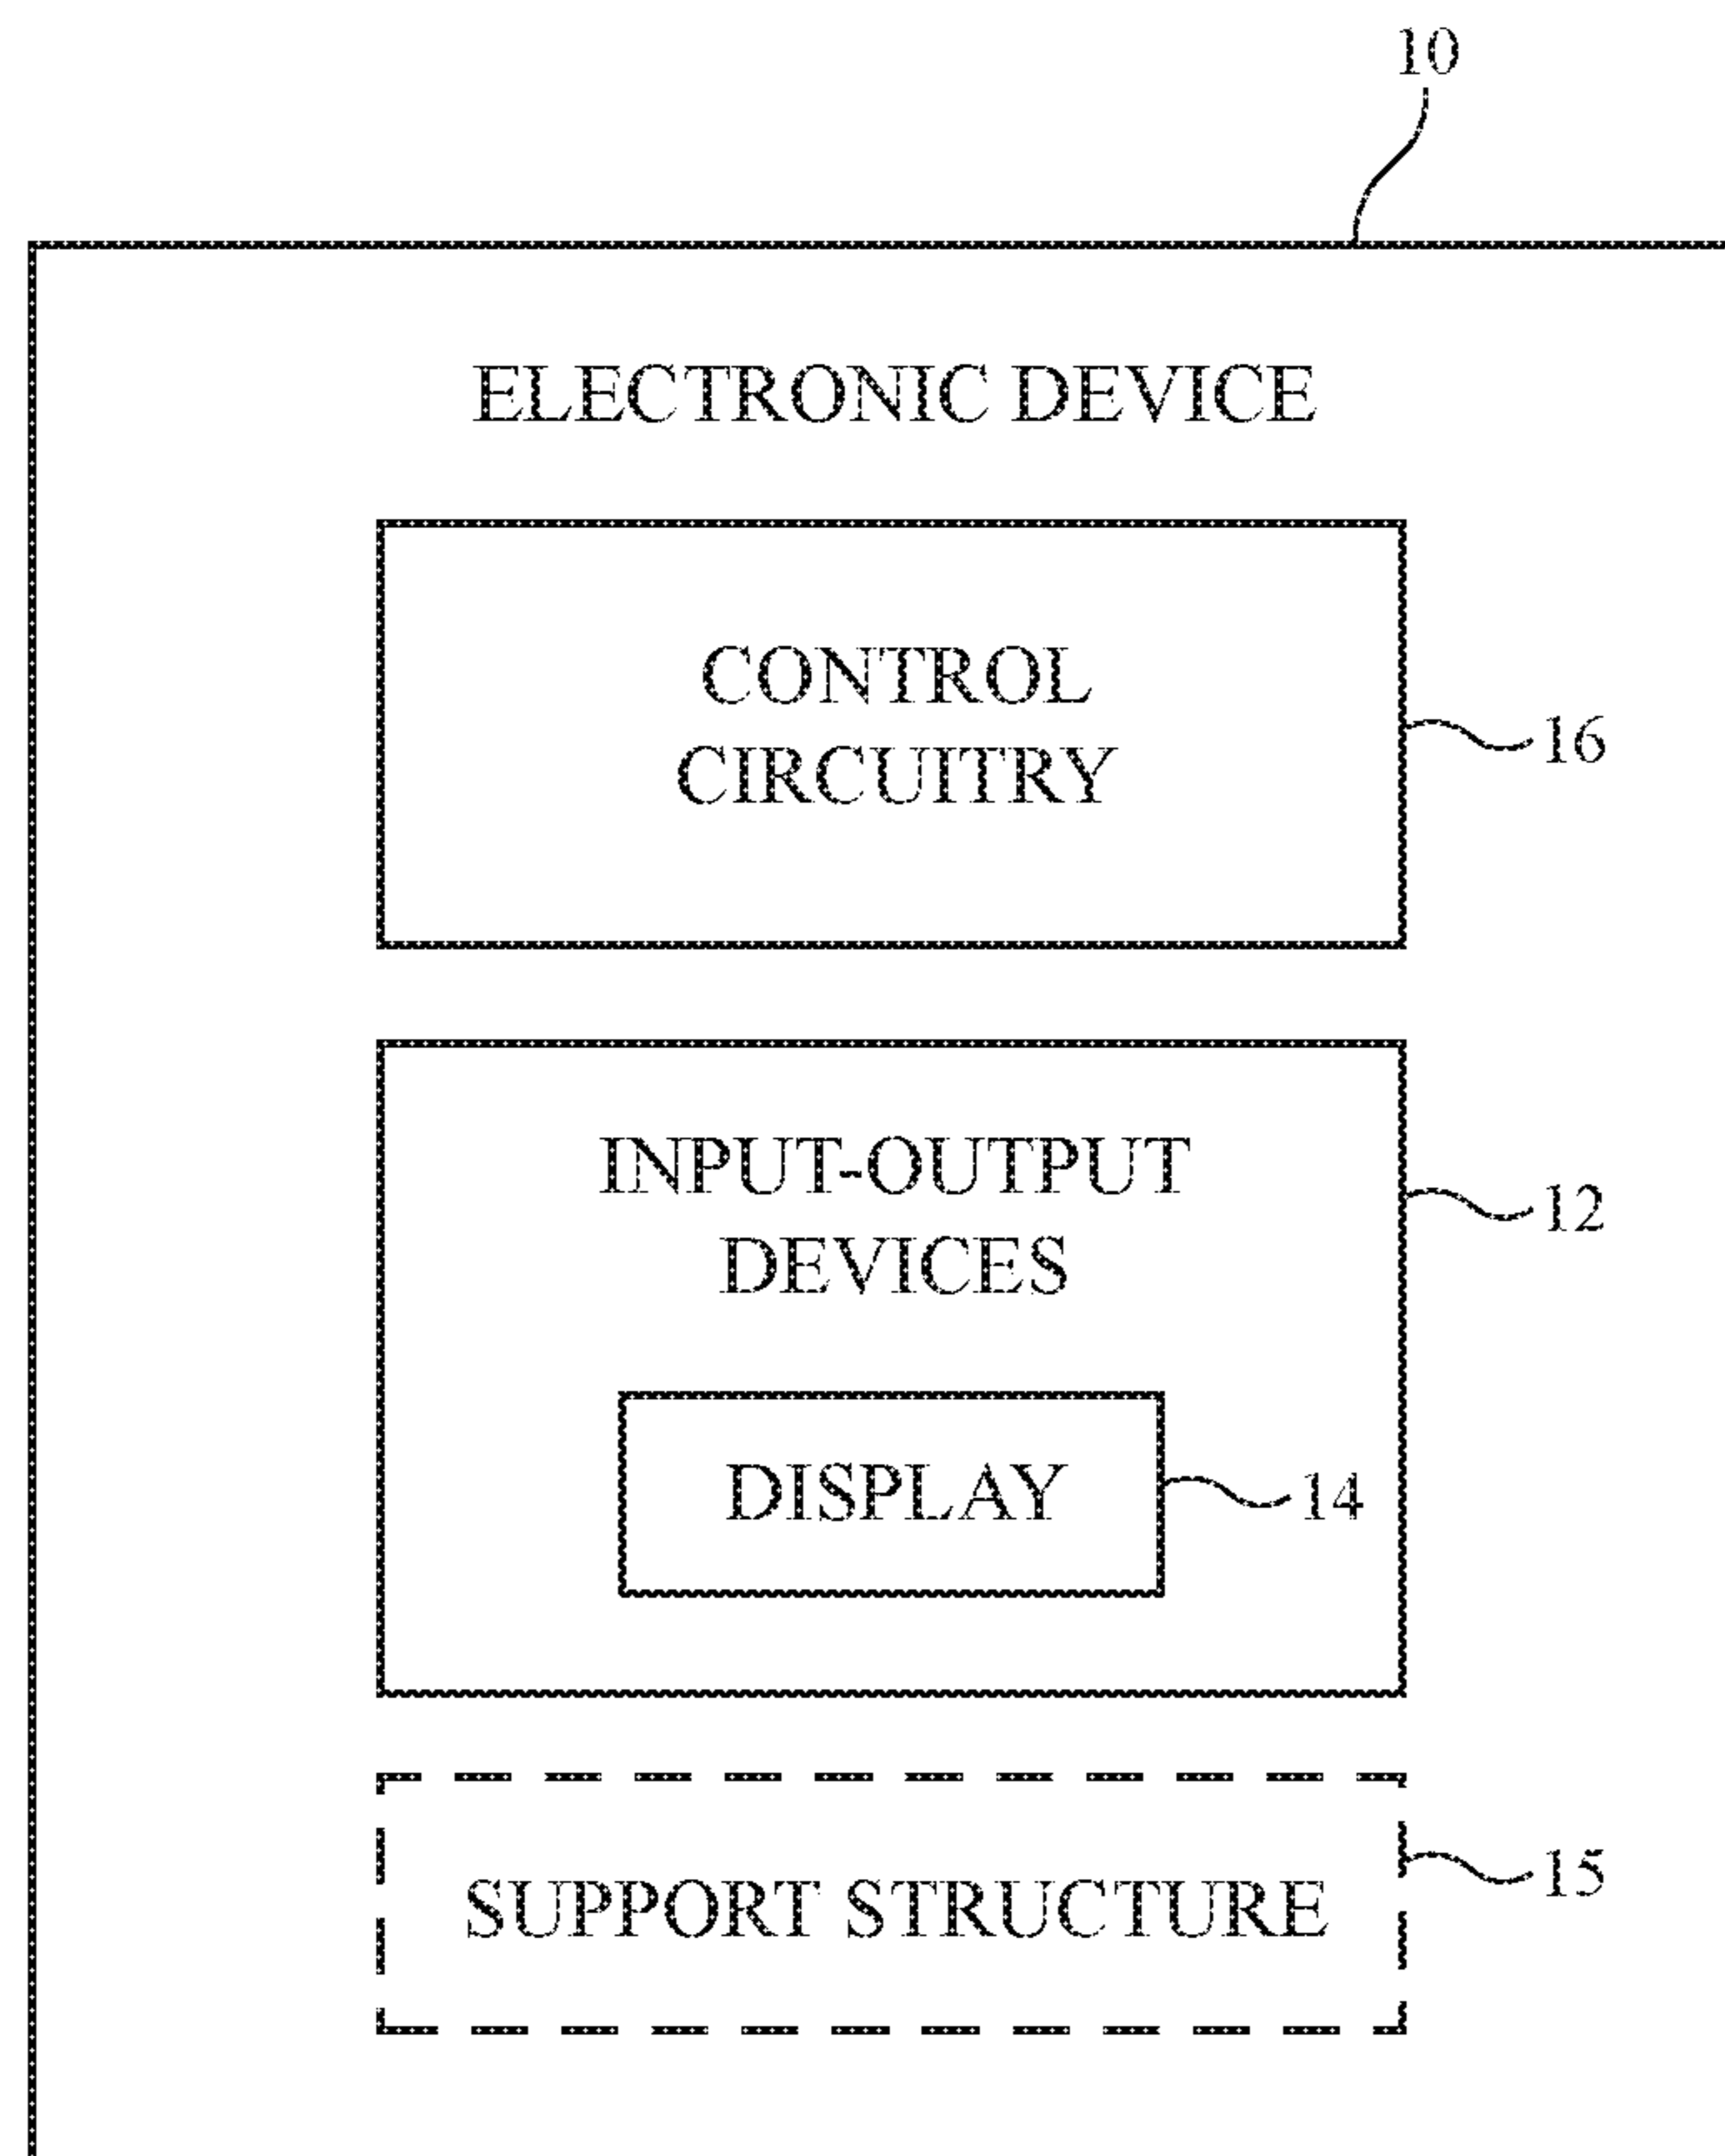 10
ELECTRONIC DEVICE
CONTROL
CIRCUITRY
16
INPUT-OUTPUT
DEVICES
12
DISPLAY
14
SUPPORT STRUCTURE
15